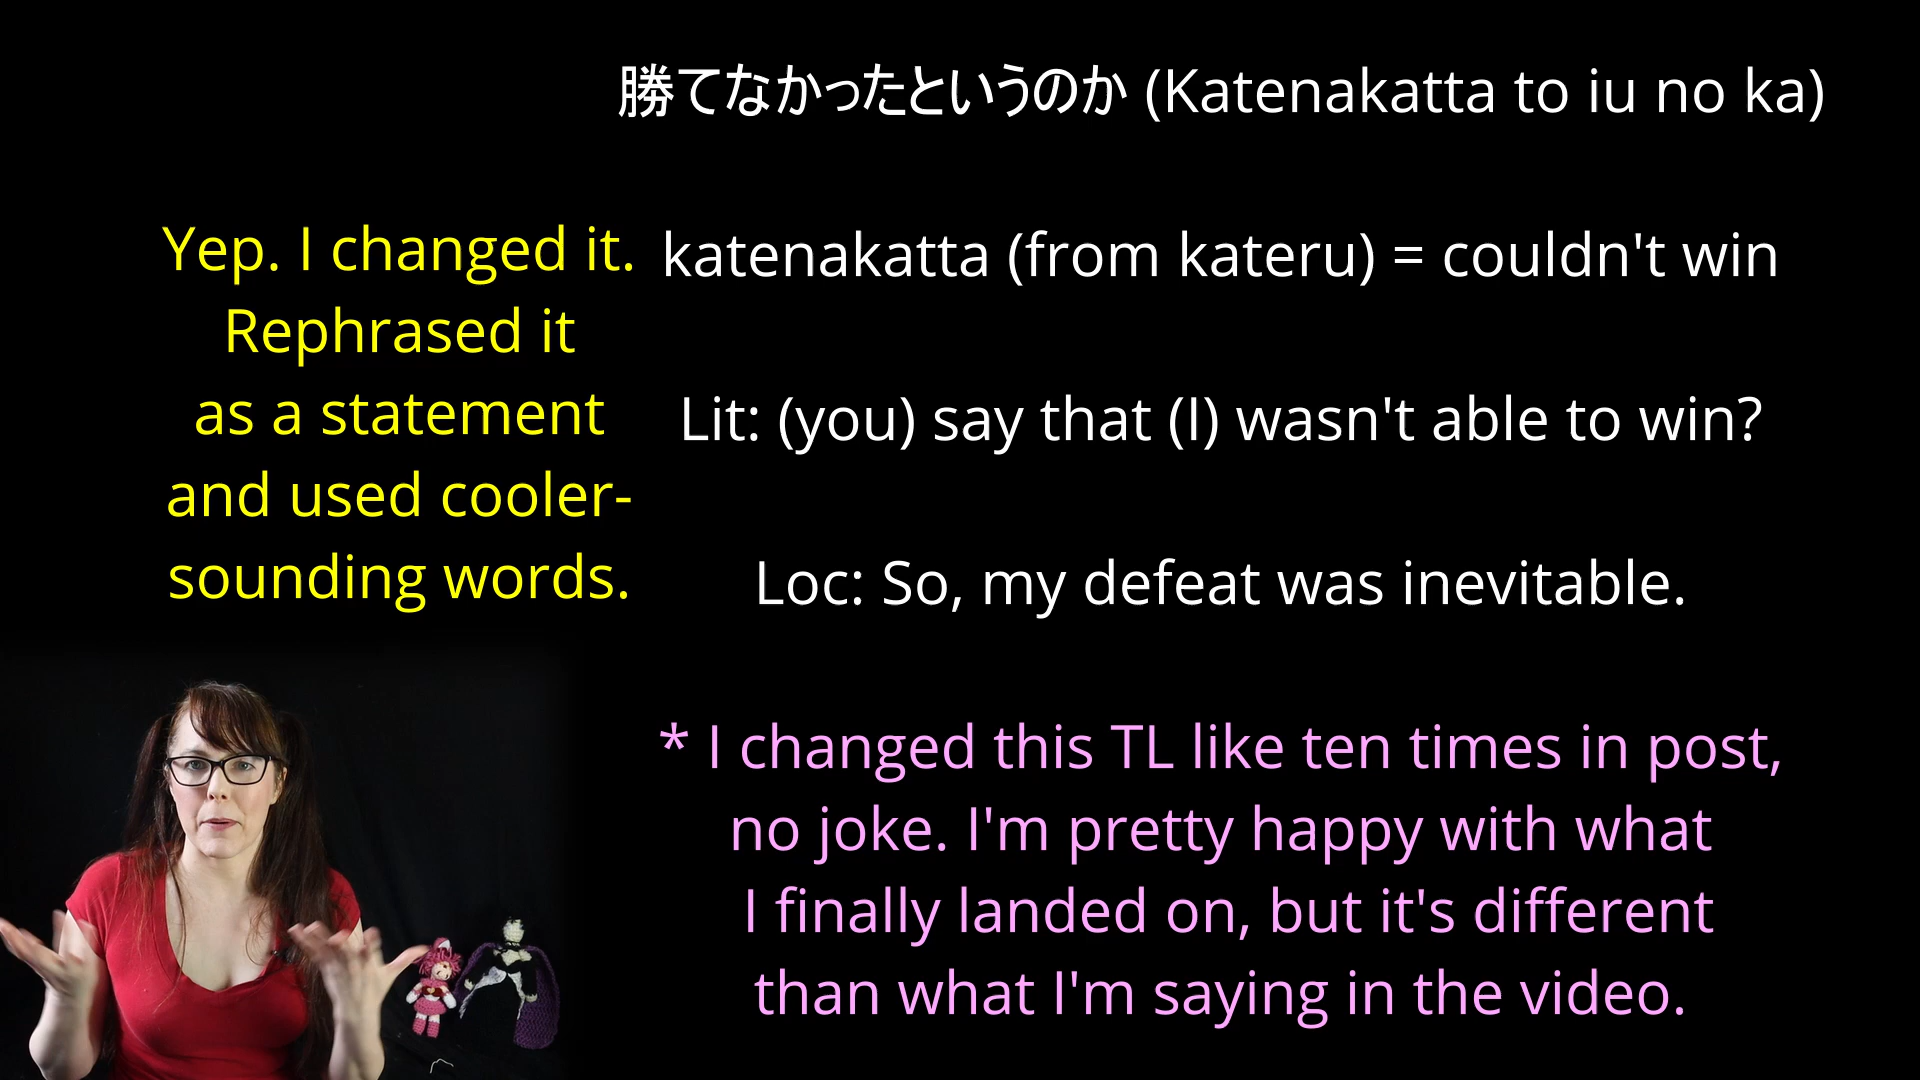 勝てなかったというのか (Katenakatta to iu no ka)
Yep. I changed it.
Rephrased it
as a statement
and used cooler-
sounding words.
katenakatta (from kateru) = couldn't win
Lit: (you) say that (I) wasn't able to win?
Loc: So, my defeat was inevitable.
* I changed this TL like ten times in post,
no joke. I'm pretty happy with what
I finally landed on, but it's different
than what I'm saying in the video.